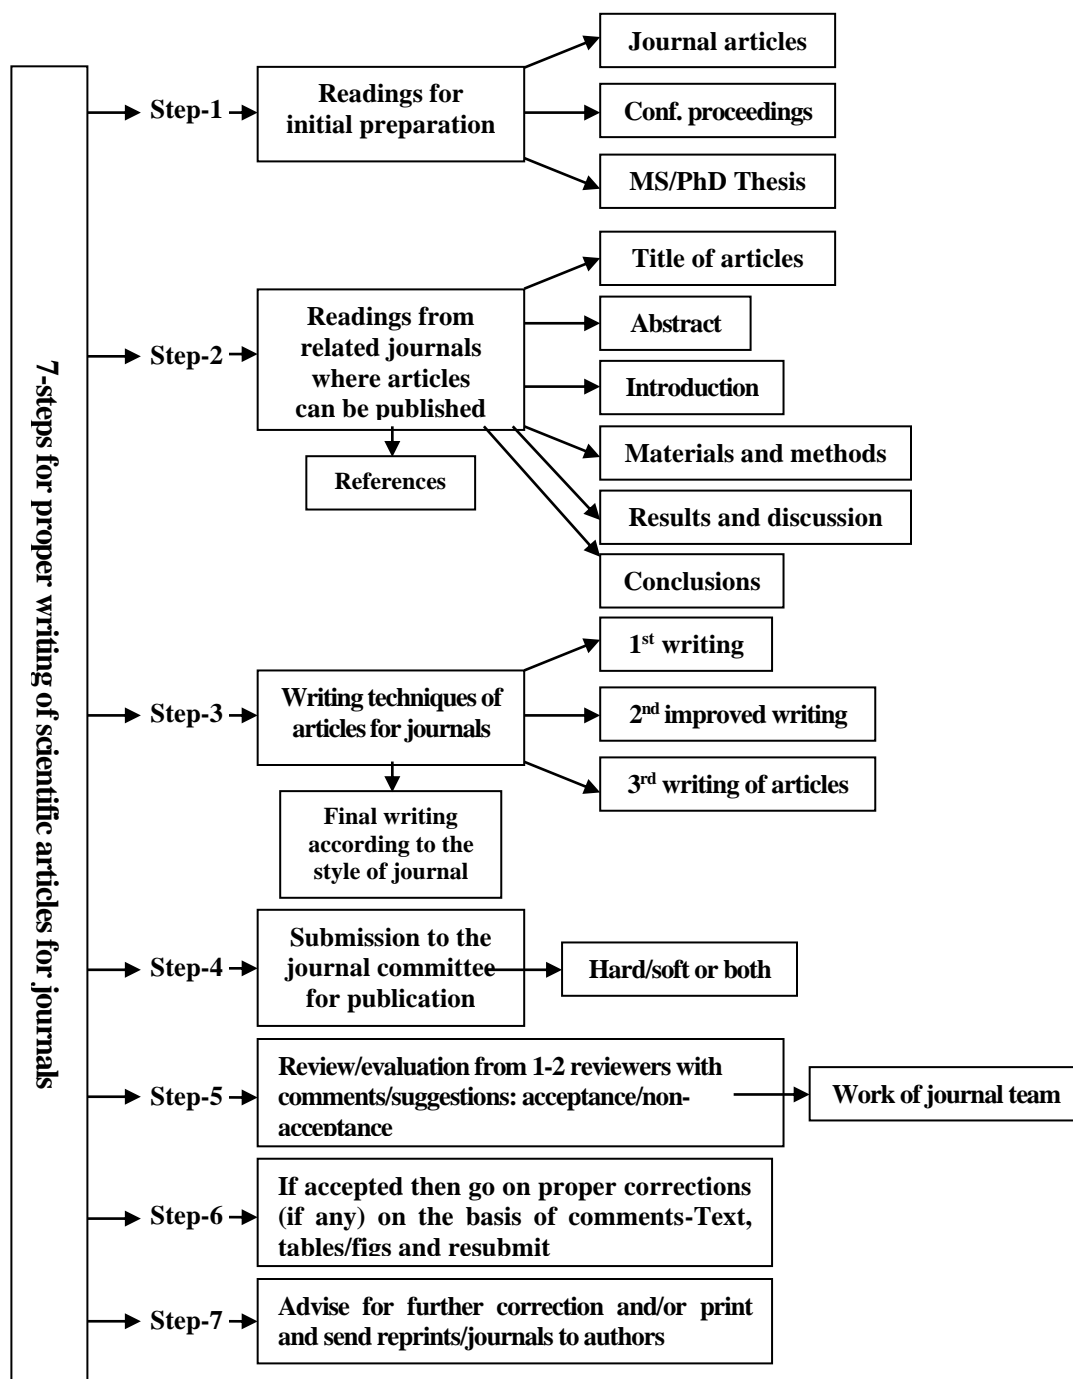 7-steps for proper writing of scientific articles for journals
Step-1
Readings for
initial preparation
Journal articles
Conf. proceedings
MS/PhD Thesis
Step-2
Readings from
related journals
where articles
can be published
Title of articles
Abstract
Introduction
Materials and methods
Results and discussion
Conclusions
References
Step-3
Writing techniques of
articles for journals
1st writing
2nd improved writing
3rd writing of articles
Final writing
according to the
style of journal
Step-4
Submission to the
journal committee
for publication
Hard/soft or both
Step-5
Review/evaluation from 1-2 reviewers with
comments/suggestions: acceptance/non-
acceptance
Work of journal team
Step-6
If accepted then go on proper corrections
(if any) on the basis of comments-Text,
tables/figs and resubmit
Step-7
Advise for further correction and/or print
and send reprints/journals to authors